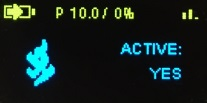 P 10.0/ 0%
ACTIVE:
YES